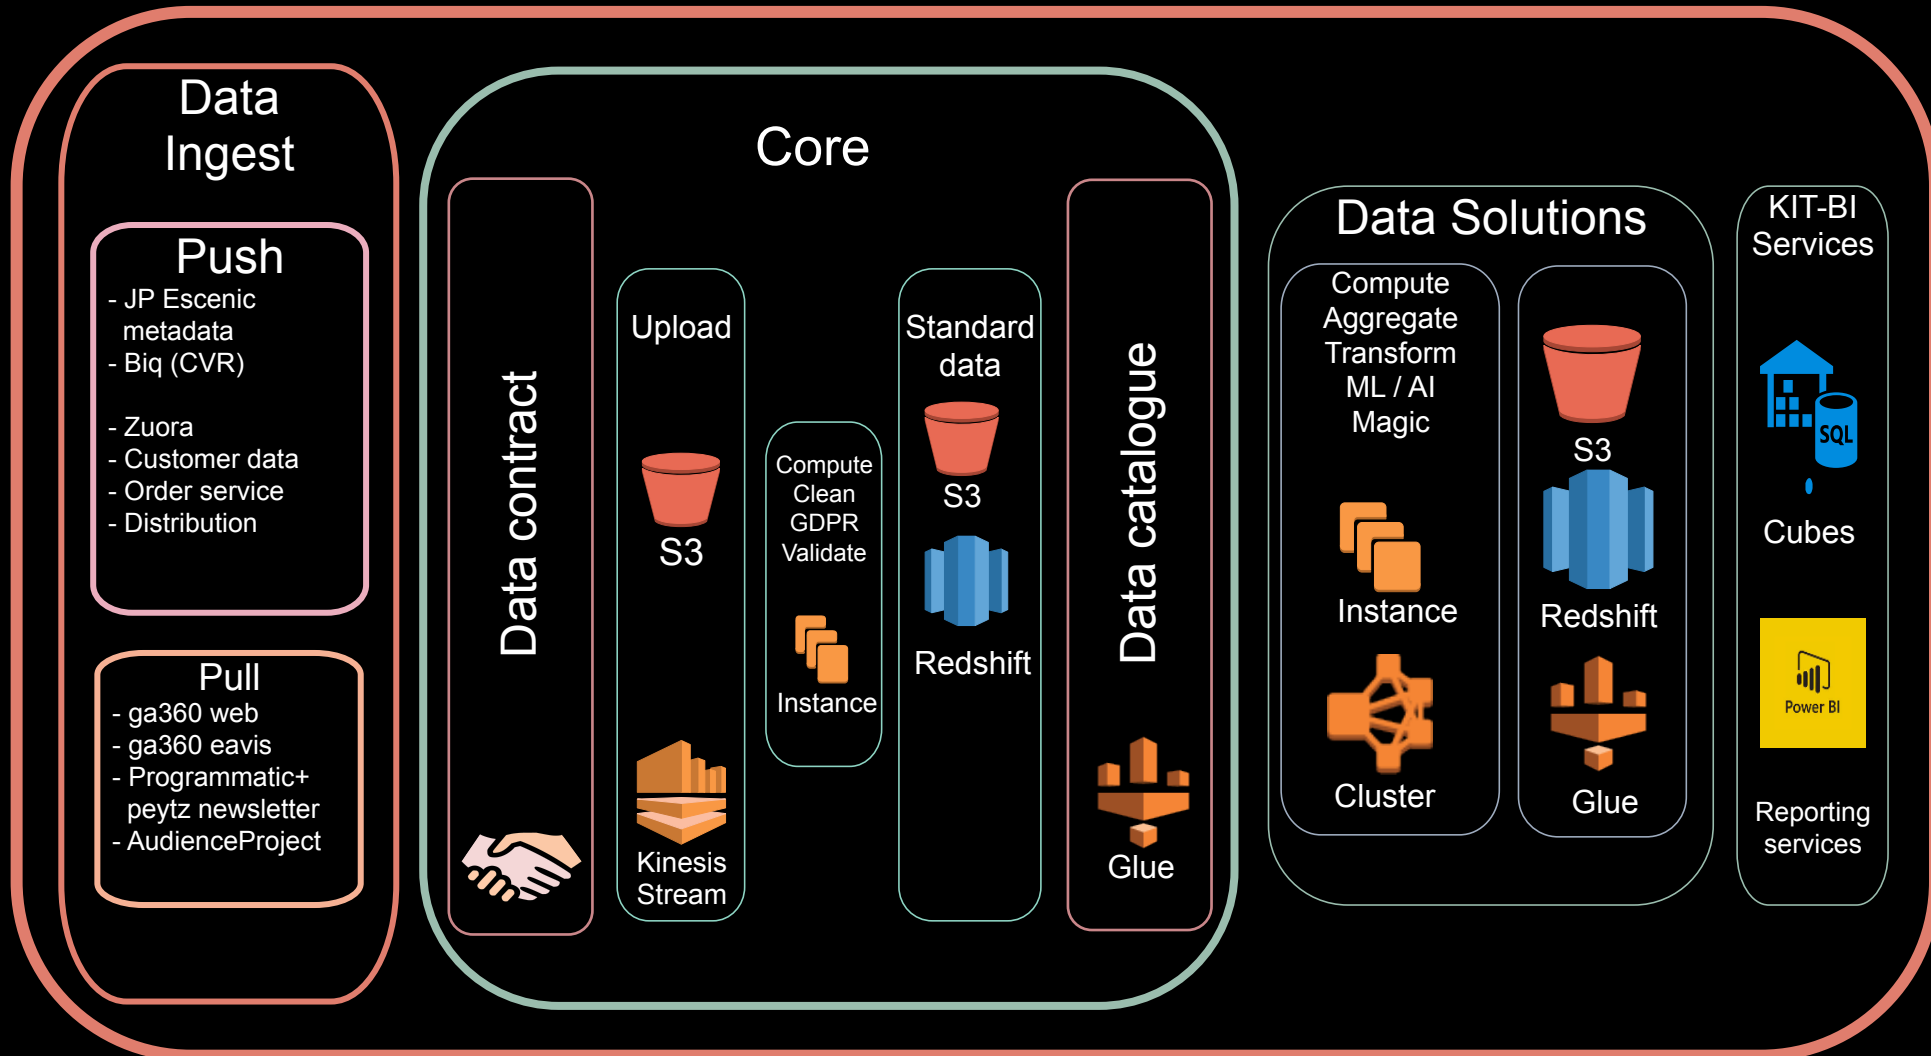 Data
Ingest
Push
- JP Escenic
metadata
- Biq (CVR)
- Zuora
- Customer data
- Order service
- Distribution
Pull
- ga360 web
- ga360 eavis
- Programmatic+
peytz newsletter
- AudienceProject
Core
Data contract
Upload
S3
Kinesis
Stream
Compute
Clean
GDPR
Validate
Instance
Standard
data
S3
Redshift
Data catalogue
Glue
Data Solutions
Compute
Aggregate
Transform
ML / AI
Magic
Instance
Cluster
S3
Redshift
Glue
KIT-BI
Services
SQL
Cubes
Power BI
Reporting
services